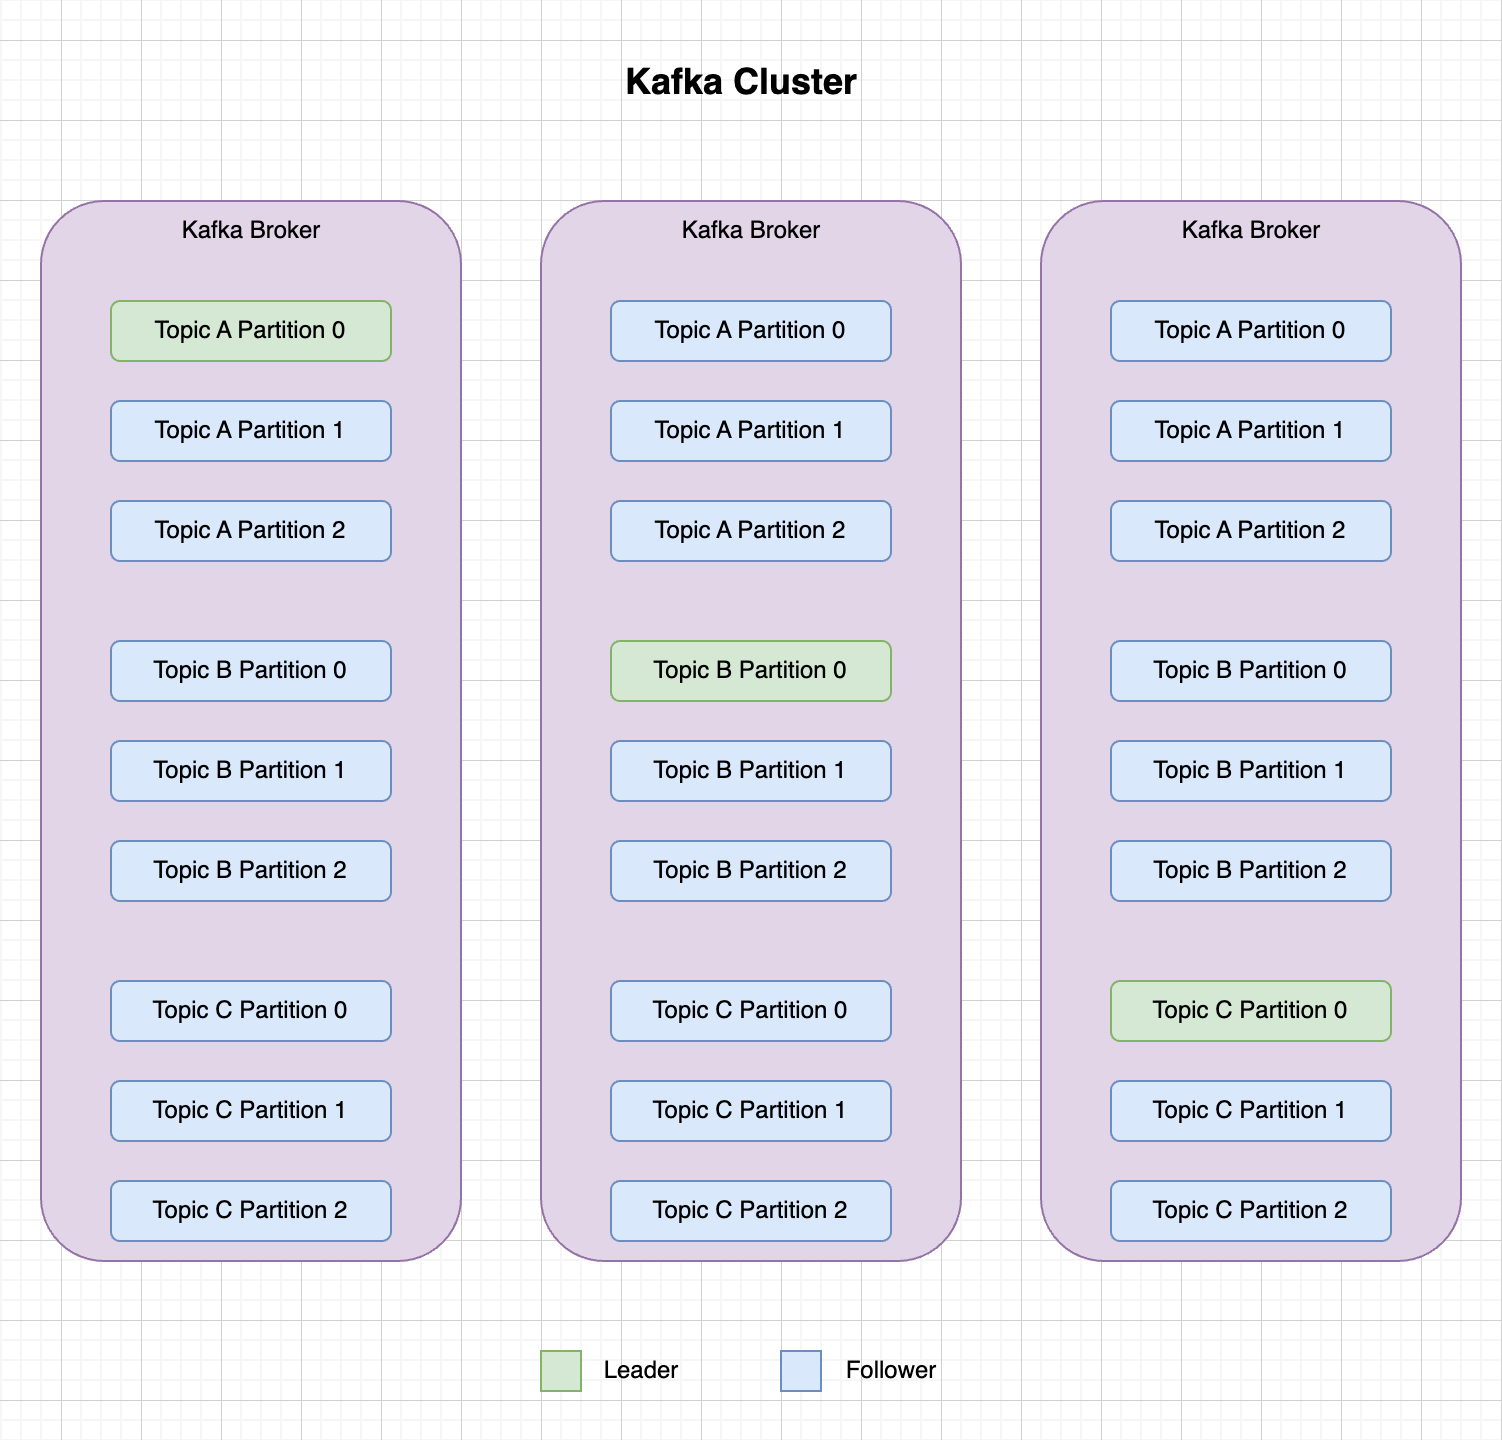 Kafka Cluster
Kafka Broker
Topic A Partition 0
Topic A Partition 1
Topic A Partition 2
Topic B Partition 0
Topic B Partition 1
Topic B Partition 2
Topic C Partition 0
Topic C Partition 1
Topic C Partition 2
Kafka Broker
Topic A Partition 0
Topic A Partition 1
Topic A Partition 2
Topic B Partition 0
Topic B Partition 1
Topic B Partition 2
Topic C Partition 0
Topic C Partition 1
Topic C Partition 2
Kafka Broker
Topic A Partition 0
Topic A Partition 1
Topic A Partition 2
Topic B Partition 0
Topic B Partition 1
Topic B Partition 2
Topic C Partition 0
Topic C Partition 1
Topic C Partition 2
Leader
Follower